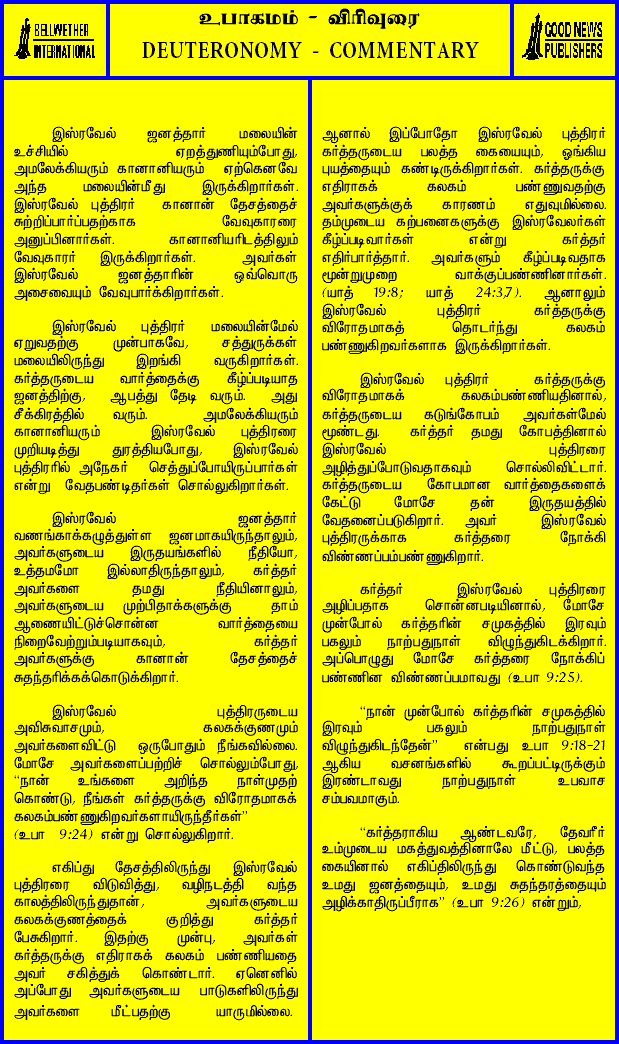 BELLWETHER
INTERNATIONAL
உபாகமம் - விரிவுரை
DEUTERONOMY - COMMENTARY
GOOD NEWS
PUBLISHERS
இஸ்ரவேல் ஜனத்தார் மலையின்
உச்சியில் ஏறத்துணியும்போது,
அமலேக்கியரும் கானானியரும் ஏற்கெனவே
அந்த மலையின்மீது இருக்கிறார்கள்.
இஸ்ரவேல் புத்திரர் கானான் தேசத்தைச்
சுற்றிப்பார்ப்பதற்காக வேவுகாரரை
அனுப்பினார்கள். கானானியரிடத்திலும்
வேவுகாரர் இருக்கிறார்கள். அவர்கள்
இஸ்ரவேல் ஜனத்தாரின் ஒவ்வொரு
அசைவையும் வேவுபார்க்கிறார்கள்.
இஸ்ரவேல் புத்திரர் மலையின்மேல்
ஏறுவதற்கு முன்பாகவே, சத்துருக்கள்
மலையிலிருந்து இறங்கி வருகிறார்கள்.
கர்த்தருடைய வார்த்தைக்கு கீழ்ப்படியாத
ஜனத்திற்கு, ஆபத்து தேடி வரும். அது
சீக்கிரத்தில் வரும். அமலேக்கியரும்
கானானியரும் இஸ்ரவேல் புத்திரரை
முறியடித்து துரத்தியபோது, இஸ்ரவேல்
புத்திரரில் அநேகர் செத்துப்போயிருப்பார்கள்
என்று வேதபண்டிதர்கள் சொல்லுகிறார்கள்.
இஸ்ரவேல் ஜனத்தார்
வணங்காக்கழுத்துள்ள ஜனமாகயிருந்தாலும்,
அவர்களுடைய இருதயங்களில் நீதியோ,
உத்தமமோ இல்லாதிருந்தாலும், கர்த்தர்
அவர்களை தமது நீதியினாலும்,
அவர்களுடைய முற்பிதாக்களுக்கு தாம்
ஆணையிட்டுச்சொன்ன வார்த்தையை
நிறைவேற்றும்படியாகவும், கர்த்தர்
அவர்களுக்கு கானான் தேசத்தைச்
சுதந்தரிக்கக்கொடுக்கிறார்.
இஸ்ரவேல் புத்திரருடைய
அவிசுவாசமும், கலகக்குணமும்
அவர்களைவிட்டு ஒருபோதும் நீங்கவில்லை.
மோசே அவர்களைப்பற்றிச் சொல்லும்போது,
“நான் உங்களை அறிந்த நாள்முதற்
கொண்டு, நீங்கள் கர்த்தருக்கு விரோதமாகக்
கலகம்பண்ணுகிறவர்களாயிருந்தீர்கள்”
(உபா 9:24) என்று சொல்லுகிறார்.
எகிப்து தேசத்திலிருந்து இஸ்ரவேல்
புத்திரரை விடுவித்து, வழிநடத்தி வந்த
காலத்திலிருந்துதான், அவர்களுடைய
கலகக்குணத்தைக் குறித்து கர்த்தர்
பேசுகிறார். இதற்கு முன்பு, அவர்கள்
கர்த்தருக்கு எதிராகக் கலகம் பண்ணியதை
அவர் சகித்துக் கொண்டார். ஏனெனில்
அப்போது அவர்களுடைய பாடுகளிலிருந்து
அவர்களை மீட்பதற்கு யாருமில்லை.
ஆனால் இப்போதோ இஸ்ரவேல் புத்திரர்
கர்த்தருடைய பலத்த கையையும், ஓங்கிய
புயத்தையும் கண்டிருக்கிறார்கள். கர்த்தருக்கு
எதிராகக் கலகம் பண்ணுவதற்கு
அவர்களுக்குக் காரணம் எதுவுமில்லை.
தம்முடைய கற்பனைகளுக்கு இஸ்ரவேலர்கள்
கீழ்ப்படிவார்கள் என்று கர்த்தர்
எதிர்பார்த்தார். அவர்களும் கீழ்ப்படிவதாக
மூன்றுமுறை வாக்குப்பண்ணினார்கள்.
(யாத் 19:8; யாத் 24:3,7). ஆனாலும்
இஸ்ரவேல் புத்திரர் கர்த்தருக்கு
விரோதமாகத் தொடர்ந்து கலகம்
பண்ணுகிறவர்களாக இருக்கிறார்கள்.
இஸ்ரவேல் புத்திரர் கர்த்தருக்கு
விரோதமாகக் கலகம்பண்ணியதினால்,
கர்த்தருடைய கடுங்கோபம் அவர்கள்மேல்
மூண்டது. கர்த்தர் தமது கோபத்தினால்
இஸ்ரவேல் புத்திரரை
அழித்துப்போடுவதாகவும் சொல்லிவிட்டார்.
கர்த்தருடைய கோபமான வார்த்தைகளைக்
கேட்டு மோசே தன் இருதயத்தில்
வேதனைப்படுகிறார். அவர் இஸ்ரவேல்
புத்திரருக்காக கர்த்தரை நோக்கி
விண்ணப்பம்பண்ணுகிறார்.
கர்த்தர் இஸ்ரவேல் புத்திரரை
அழிப்பதாக சொன்னபடியினால், மோசே
முன்போல் கர்த்தரின் சமுகத்தில் இரவும்
பகலும் நாற்பதுநாள் விழுந்துகிடக்கிறார்.
அப்பொழுது மோசே கர்த்தரை நோக்கிப்
பண்ணின விண்ணப்பமாவது (உபா 9:25).
“நான் முன்போல் கர்த்தரின் சமுகத்தில்
இரவும் பகலும் நாற்பதுநாள்
விழுந்துகிடந்தேன்” என்பது உபா 9:18-21
ஆகிய வசனங்களில் கூறப்பட்டிருக்கும்
இரண்டாவது நாற்பதுநாள் உபவாச
சம்பவமாகும்.
“கர்த்தராகிய ஆண்டவரே, தேவரீர்
உம்முடைய மகத்துவத்தினாலே மீட்டு, பலத்த
கையினால் எகிப்திலிருந்து கொண்டுவந்த
உமது ஜனத்தையும், உமது சுதந்தரத்தையும்
அழிக்காதிருப்பீராக” (உபா 9:26) என்றும்,